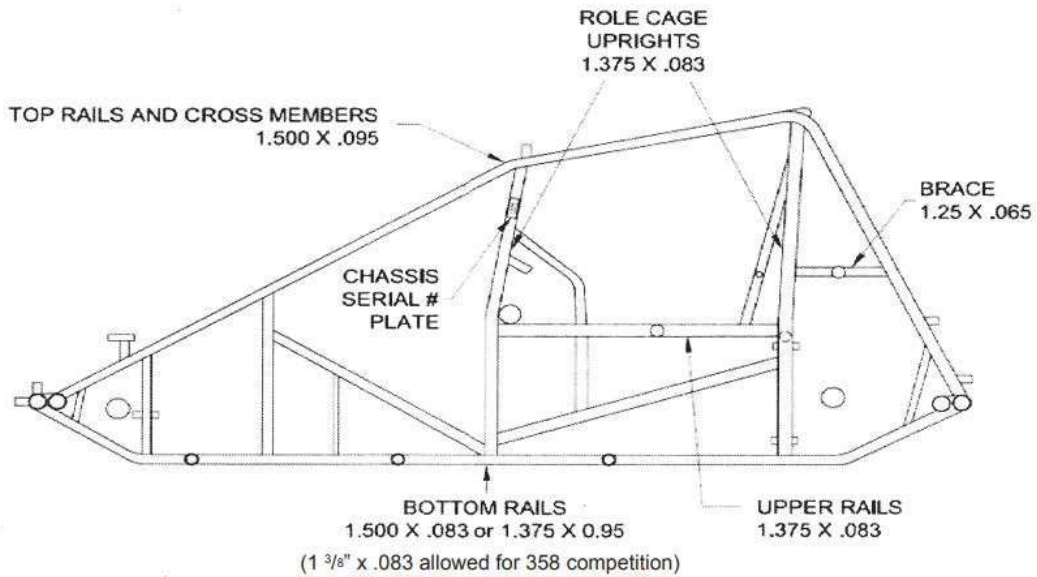 ROLE CAGE
UPRIGHTS
1.375 X .083
TOP RAILS AND CROSS MEMBERS
1.500 X .095
BRACE
1.25 X .065
CHASSIS
SERIAL #
PLATE
BOTTOM RAILS
1.500 X .083 or 1.375 X 0.95
(1 3/8" x .083 allowed for 358 competition)
UPPER RAILS
1.375 X .083